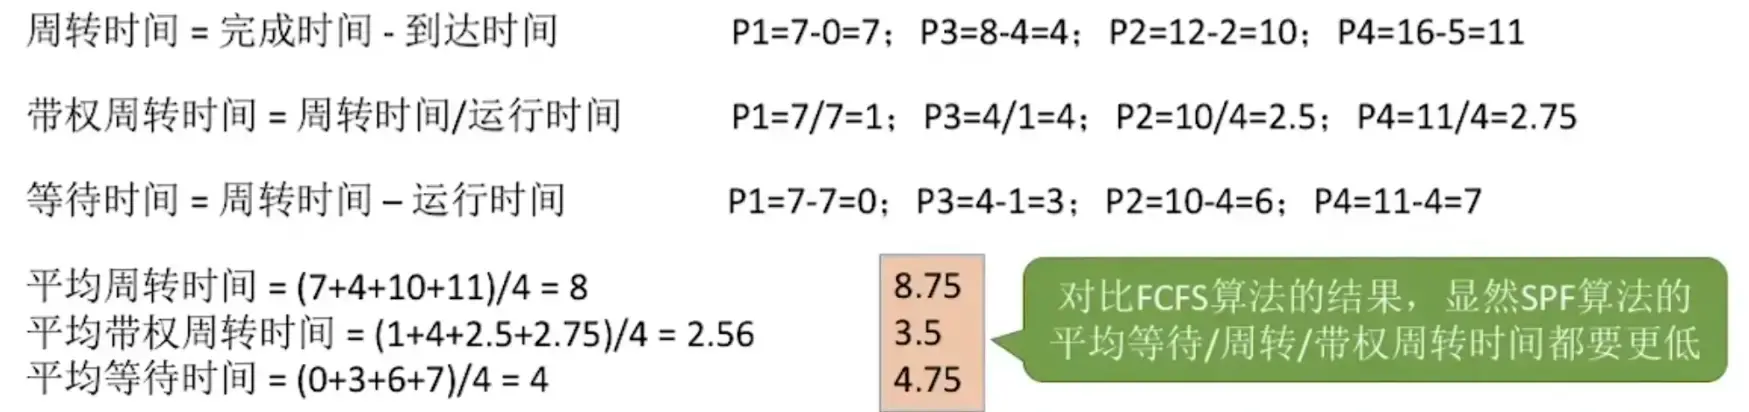 周转时间 = 完成时间 - 到达时间 P1=7-0=7；P3=8-4=4；P2=12-2=10；P4=16-5=11
带权周转时间 = 周转时间/运行时间 P1=7/7=1；P3=4/1=4；P2=10/4=2.5；P4=11/4=2.75
等待时间 = 周转时间 – 运行时间 P1=7-7=0；P3=4-1=3；P2=10-4=6；P4=11-4=7
平均周转时间 = (7+4+10+11)/4 = 8
平均带权周转时间 = (1+4+2.5+2.75)/4 = 2.56
平均等待时间 = (0+3+6+7)/4 = 4
8.75
3.5
4.75
对比FCFS算法的结果，显然SPF算法的
平均等待/周转/带权周转时间都要更低